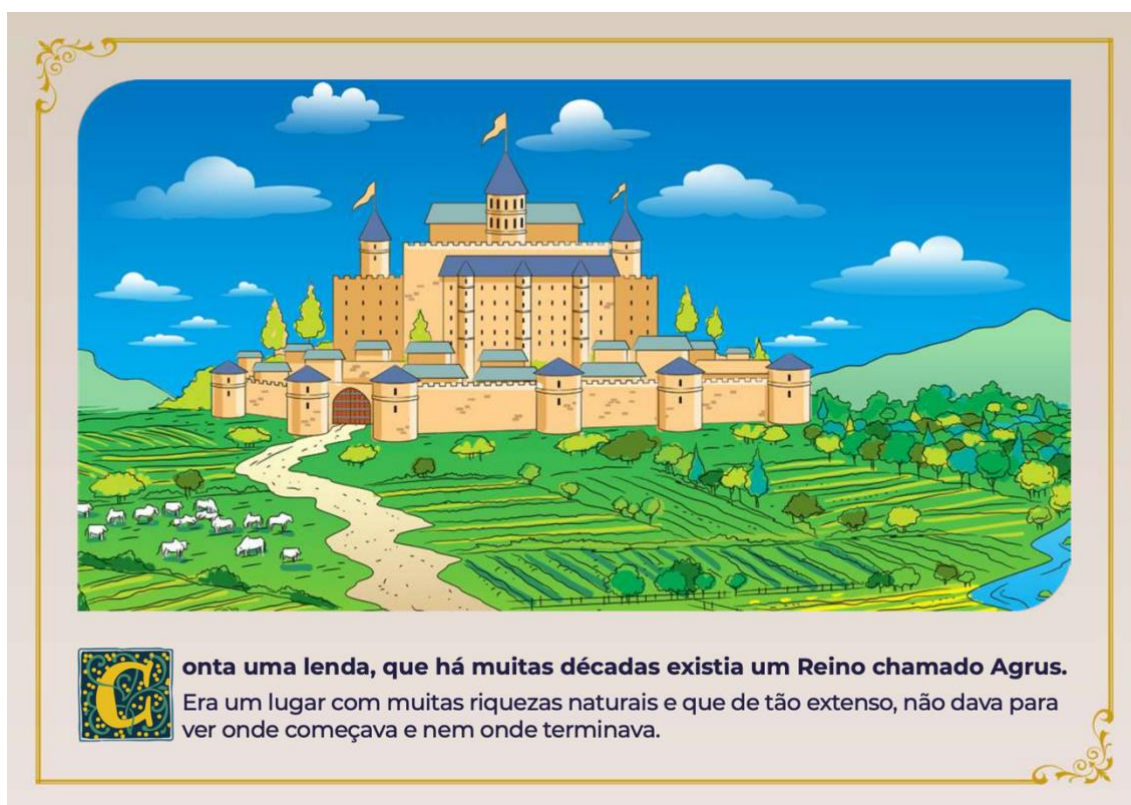 Conta uma lenda, que há muitas décadas existia um Reino chamado Agrus.
Era um lugar com muitas riquezas naturais e que de tão extenso, não dava para
ver onde começava e nem onde terminava.